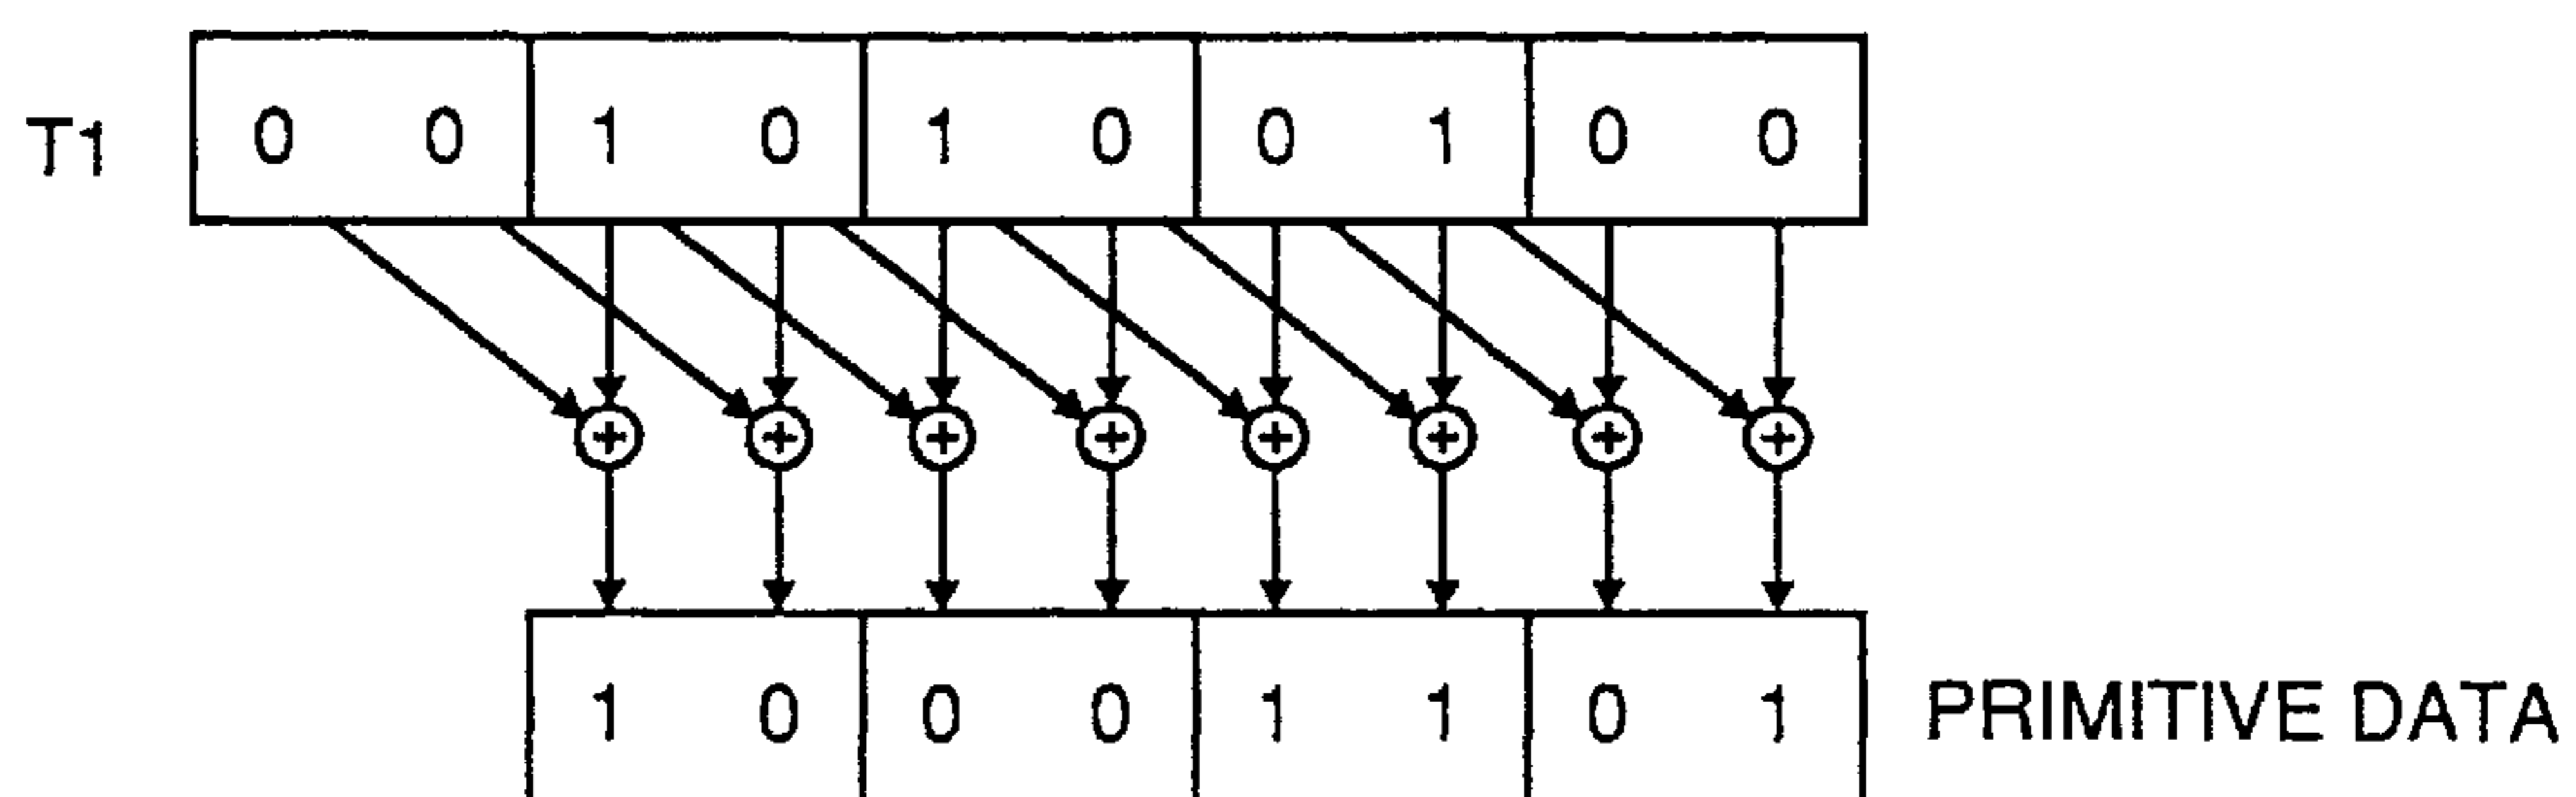 T1 0 0 1 0 1 0 0 1 0 0
+ + + + + + + +
1 0 0 0 1 1 0 1 PRIMITIVE DATA